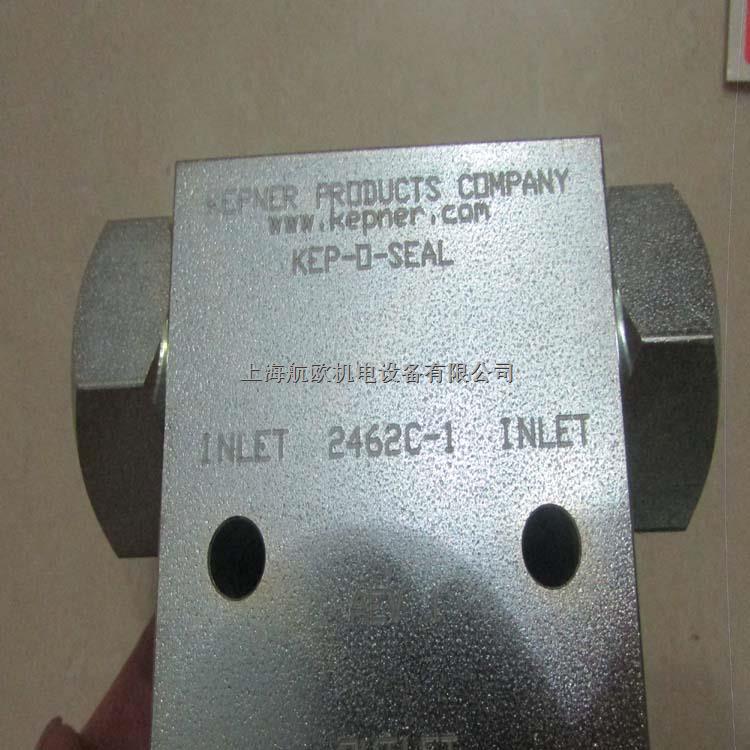 KEPNER PRODUCTS COMPANY
www.kepner.com
KEP-O-SEAL
上海航欧机电设备有限公司
INLET 2462C-1 INLET